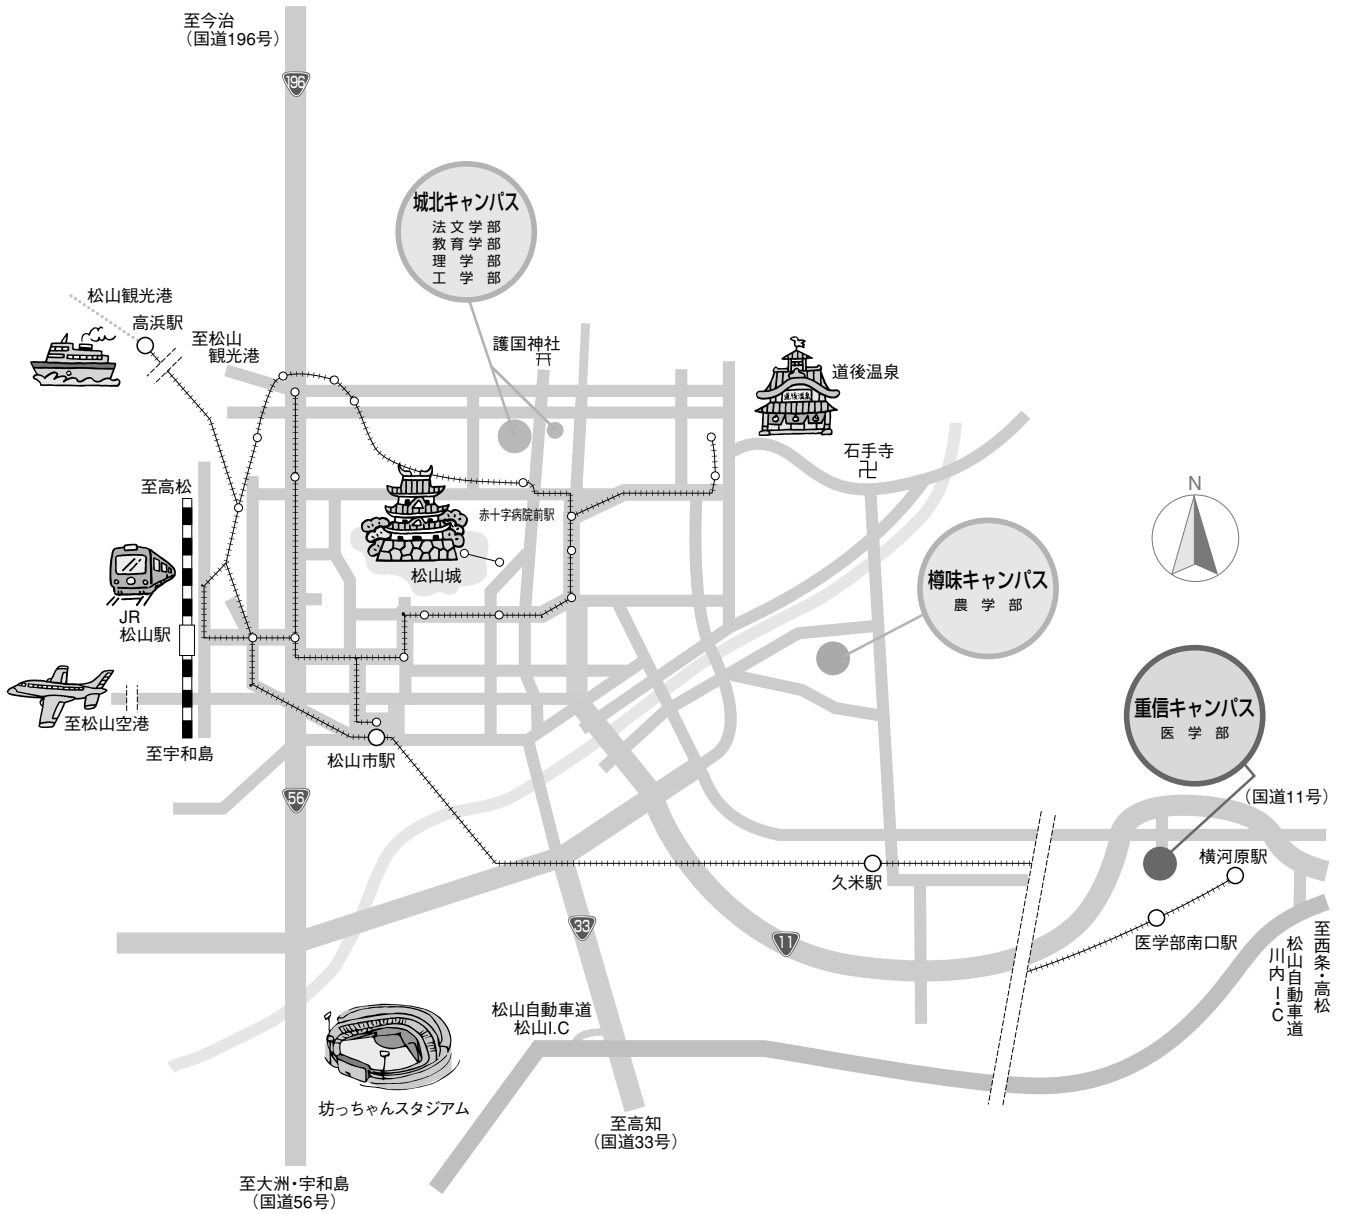 至今治
（国道196号）
196
城北キャンパス
法文学部
教育学部
理学部
工学部
松山観光港
高浜駅
至松山
観光港
護国神社
道後温泉
道後温泉
石手寺
至高松
赤十字病院前駅
N
松山城
樽味キャンパス
農学部
JR
松山駅
重信キャンパス
医学部
至松山空港
至宇和島
松山市駅
56
（国道11号）
横河原駅
久米駅
33
11
医学部南口駅
至西条・高松
松山自動車道
川内I・C
松山自動車道
松山I.C
坊っちゃんスタジアム
至高知
（国道33号）
至大洲・宇和島
（国道56号）